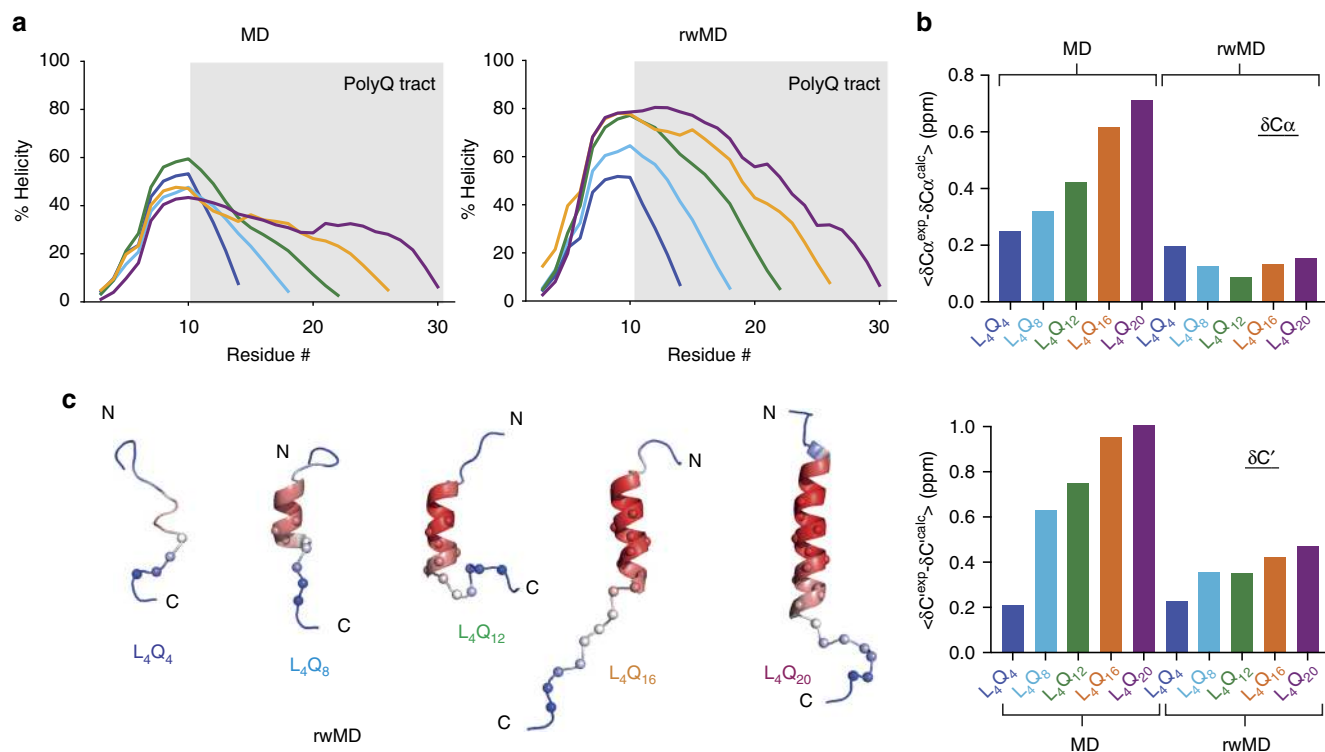 a
MD
rwMD
% Helicity
100
80
60
40
20
0
PolyQ tract
10
20
30
Residue #
% Helicity
100
80
60
40
20
0
PolyQ tract
10
20
30
Residue #
b
MD
rwMD
<δCα^exp-δCα^calc> (ppm)
0.8
0.6
0.4
0.2
0.0
δCα
L₄Q₄
L₄Q₈
L₄Q₁₂
L₄Q₁₆
L₄Q₂₀
L₄Q₄
L₄Q₈
L₄Q₁₂
L₄Q₁₆
L₄Q₂₀
<δC'^exp-δC'^calc> (ppm)
1.0
0.8
0.6
0.4
0.2
0.0
δC′
L₄Q₄
L₄Q₈
L₄Q₁₂
L₄Q₁₆
L₄Q₂₀
L₄Q₄
L₄Q₈
L₄Q₁₂
L₄Q₁₆
L₄Q₂₀
MD
rwMD
c
N
C
L₄Q₄
N
C
L₄Q₈
N
C
L₄Q₁₂
N
C
L₄Q₁₆
N
C
L₄Q₂₀
rwMD